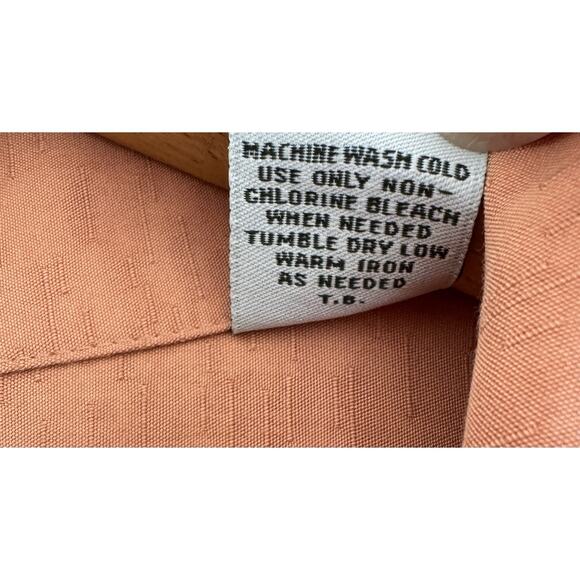 MACHINE WASH COLD
USE ONLY NON-
CHLORINE BLEACH
WHEN NEEDED
TUMBLE DRY LOW
WARM IRON
AS NEEDED
T.B.